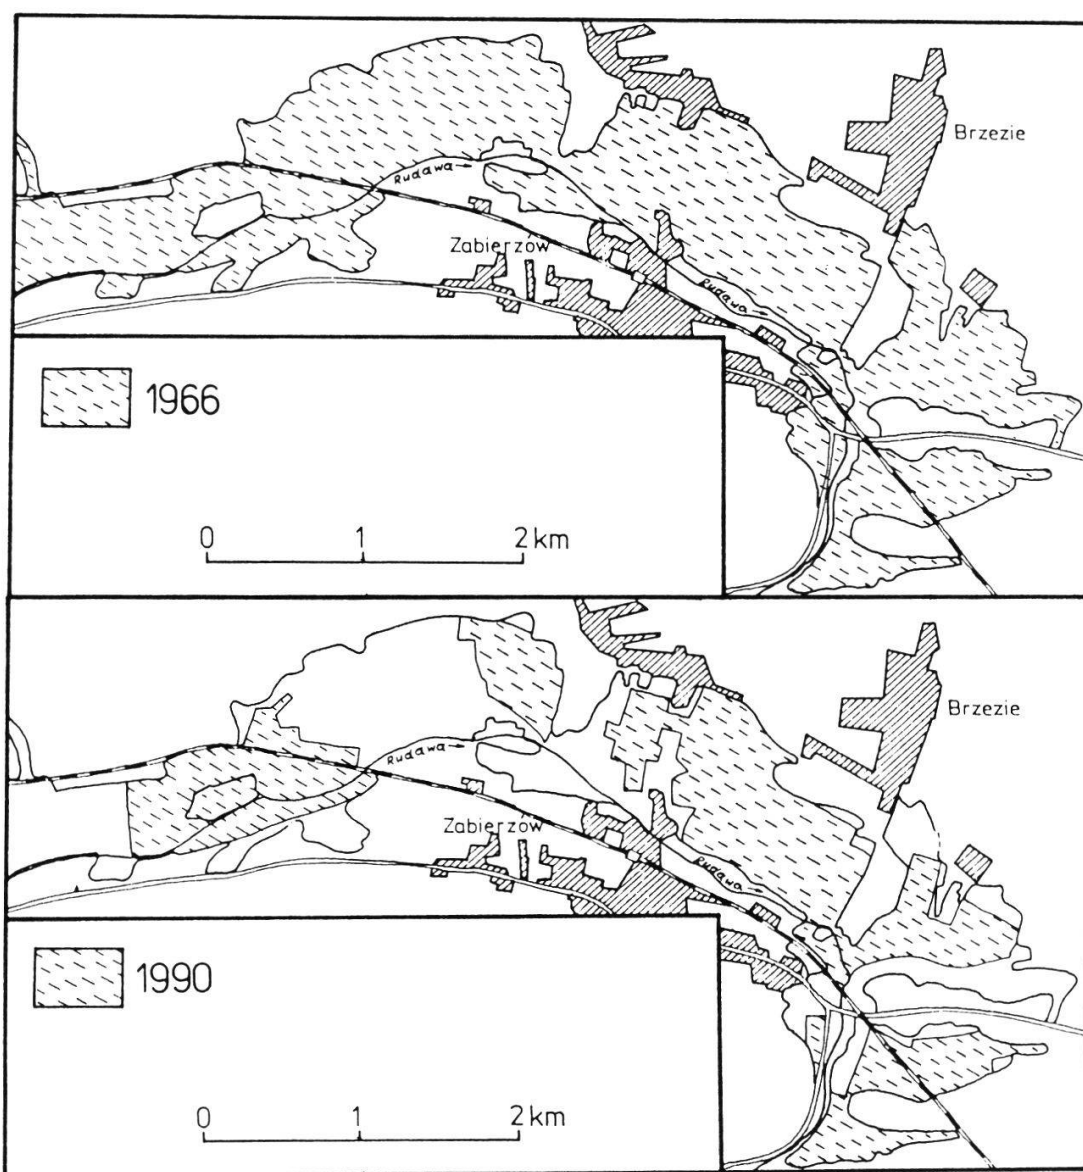 Brzezie
Rudawa →
Zabierzów
Rudawa →
1966
0 1 2 km
Brzezie
Rudawa →
Zabierzów
Rudawa →
1990
0 1 2 km